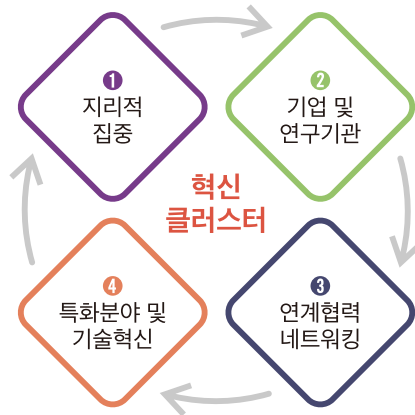 1
지리적
집중
2
기업 및
연구기관
혁신
클러스터
4
특화분야 및
기술혁신
3
연계협력
네트워킹